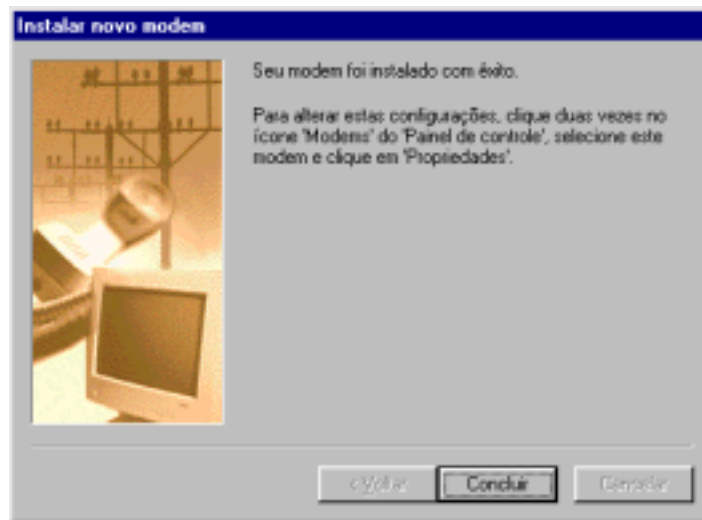 Instalar novo modem
Seu modem foi instalado com êxito.
Para alterar estas configurações, clique duas vezes no
ícone 'Modems' do 'Painel de controle', selecione este
modem e clique em 'Propriedades'.
< Voltar
Concluir
Cancelar